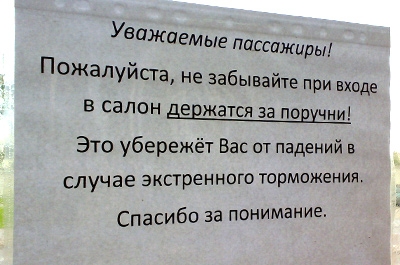 Уважаемые пассажиры!
Пожалуйста, не забывайте при входе
в салон держатся за поручни!
Это убережёт Вас от падений в
случае экстренного торможения.
Спасибо за понимание.